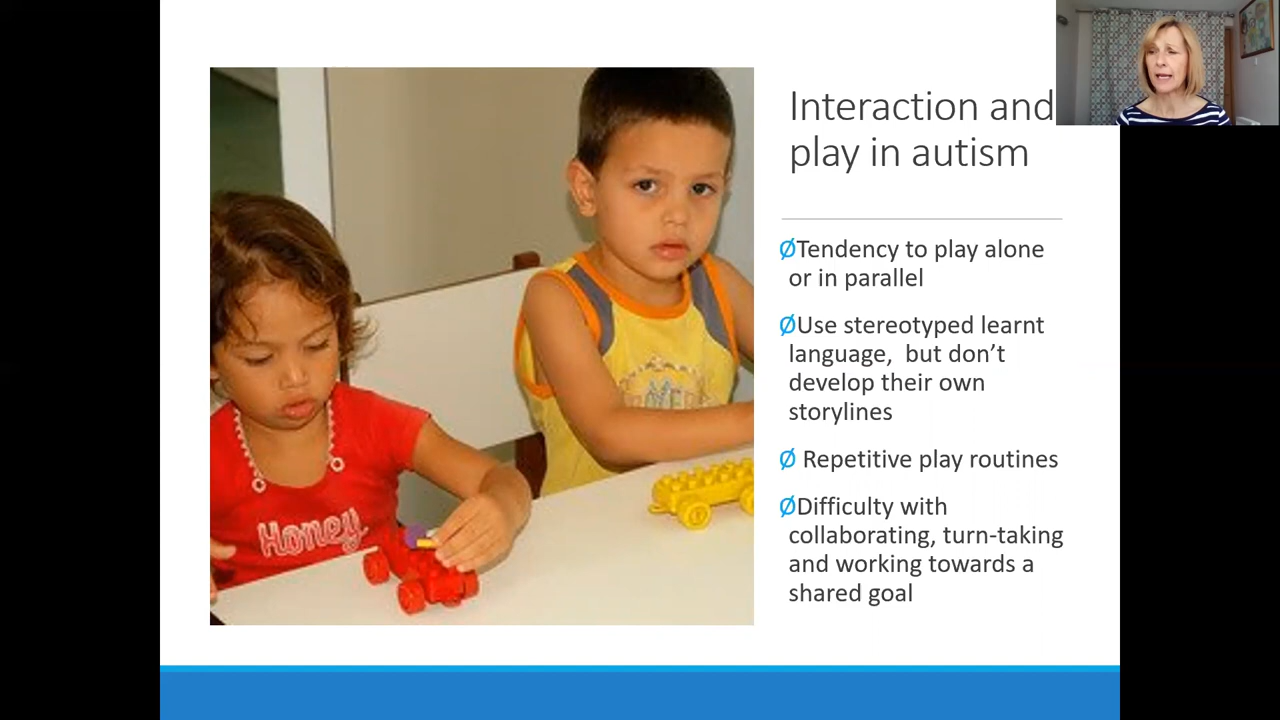 Interaction and
play in autism
ØTendency to play alone
or in parallel
ØUse stereotyped learnt
language,  but don’t
develop their own
storylines
Ø Repetitive play routines
ØDifficulty with
collaborating, turn-taking
and working towards a
shared goal
Honey